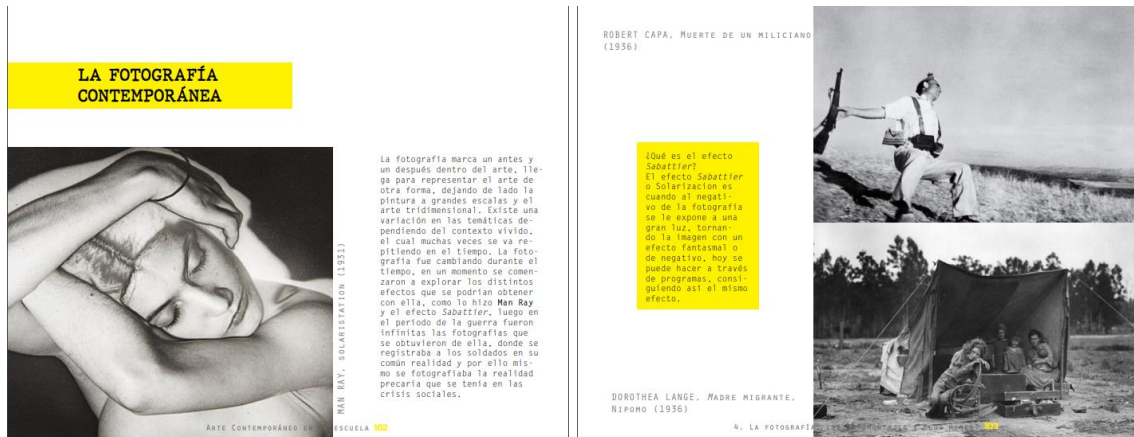 LA FOTOGRAFÍA
CONTEMPORÁNEA
MAN RAY, SOLARISTATION (1931)
La fotografía marca un antes y
un después dentro del arte, lle-
ga para representar el arte de
otra forma, dejando de lado la
pintura a grandes escalas y el
arte tridimensional. Existe una
variación en las temáticas de-
pendiendo del contexto vivido,
el cual muchas veces se va re-
pitiendo en el tiempo. La foto-
grafía fue cambiando durante el
tiempo, en un momento se comen-
zaron a explorar los distintos
efectos que se podrían obtener
con ella, como lo hizo Man Ray
y el efecto Sabattier, luego en
el periodo de la guerra fueron
infinitas las fotografías que
se obtuvieron de ella, donde se
registraba a los soldados en su
común realidad y por ello mis-
mo se fotografiaba la realidad
precaria que se tenía en las
crisis sociales.
ARTE CONTEMPORÁNEO EN ESCUELA 102
ROBERT CAPA, MUERTE DE UN MILICIANO
(1936)
¿Qué es el efecto
Sabattier?
El efecto Sabattier
o Solarizacion es
cuando al negati-
vo de la fotografía
se le expone a una
gran luz, tornan-
do la imagen con un
efecto fantasmal o
de negativo, hoy se
puede hacer a través
de programas, consi-
guiendo así el mismo
efecto.
DOROTHEA LANGE, MADRE MIGRANTE,
NIPOMO (1936)
4. LA FOTOGRAFÍA 103